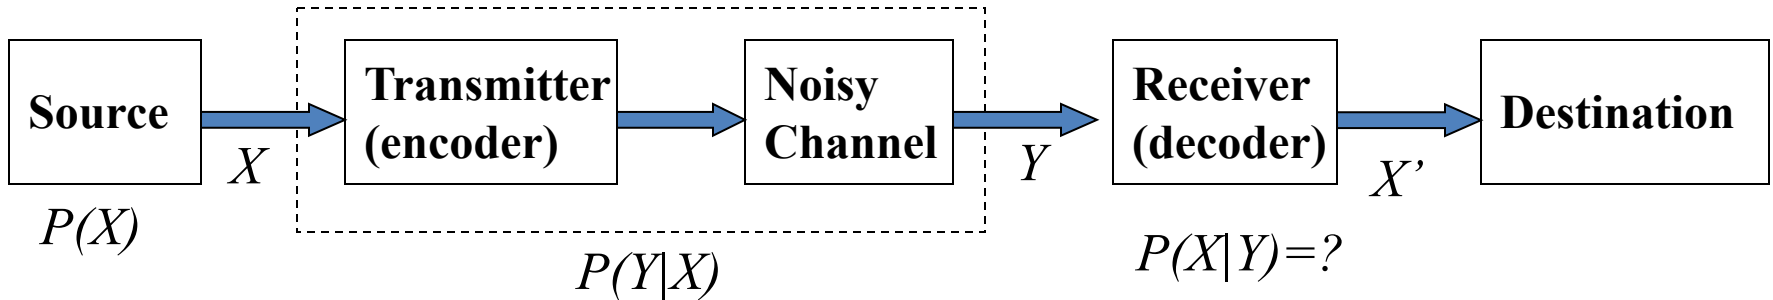 Source
Transmitter
(encoder)
Noisy
Channel
Receiver
(decoder)
Destination
X
Y
X’
P(X)
P(Y|X)
P(X|Y)=?